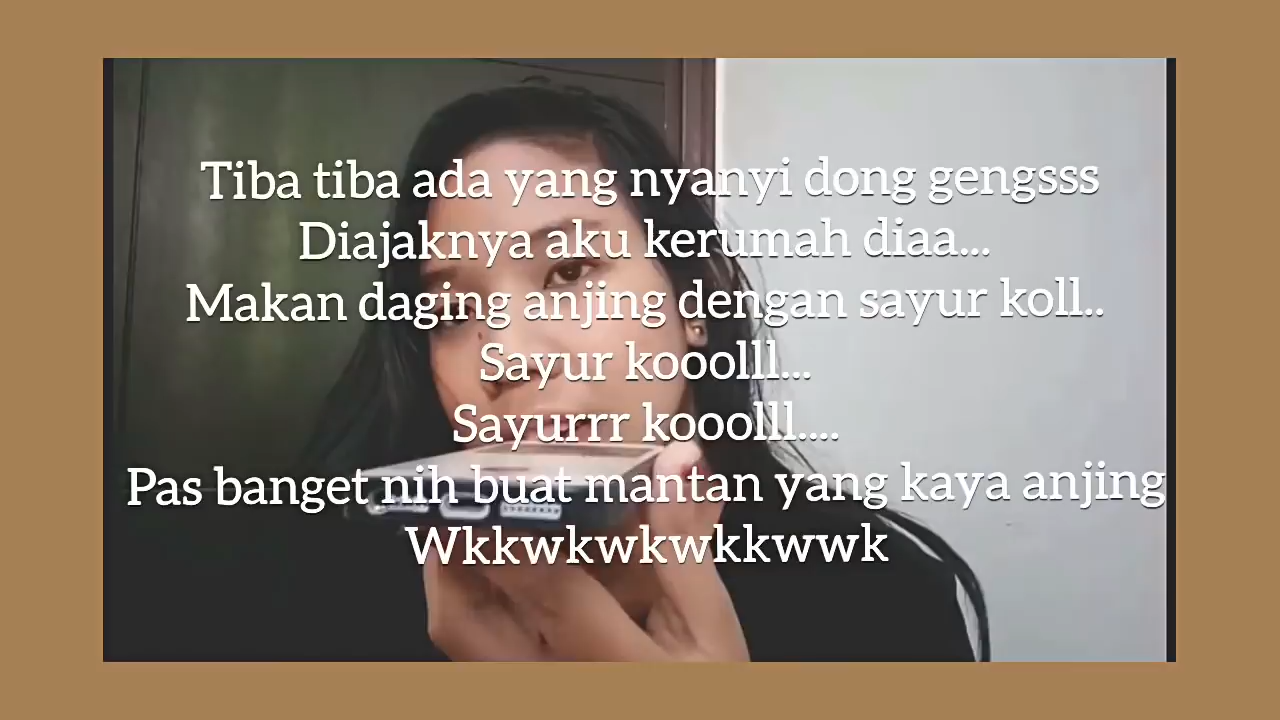 Tiba tiba ada yang nyanyi dong gengsss
Diajaknya aku kerumah diaa...
Makan daging anjing dengan sayur koll..
Sayur kooolll...
Sayurrr kooolll....
Pas banget nih buat mantan yang kaya anjing
Wkkwkwkwkkwwk